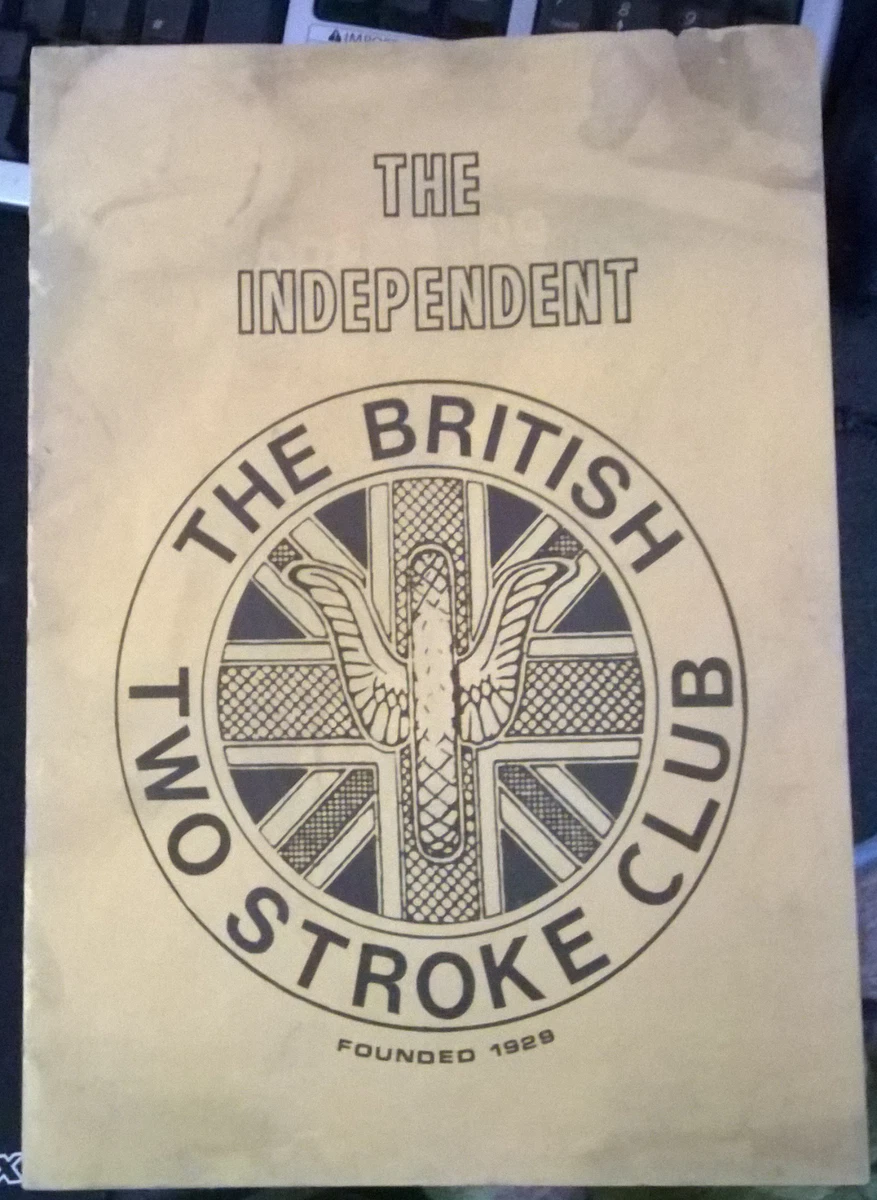 THE
INDEPENDENT
THE BRITISH
TWO STROKE CLUB
FOUNDED 1929